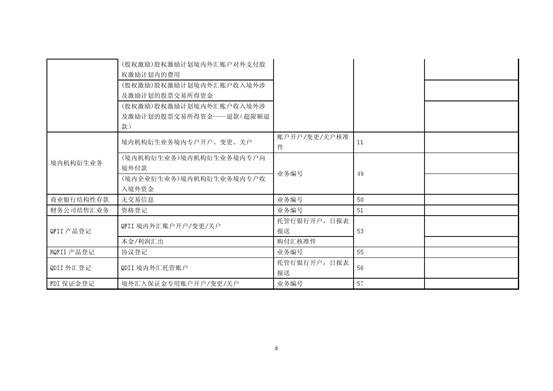 (股权激励)股权激励计划境内外汇账户对外支付股
权激励计划内的费用
(股权激励)股权激励计划境内外汇账户收入境外涉
及激励计划的股票交易所得资金
(股权激励)股权激励计划境内外汇账户收入境外涉
及激励计划的股票交易所得资金——退款(超限额退
款)
境内机构衍生业务
境内机构衍生业务境内专户开户、变更、关户
账户开户/变更/关户核准
件
11
(境内机构衍生业务)境内机构衍生业务境内专户向
境外付款
业务编号
49
(境内企业衍生业务)境内机构衍生业务境内专户收
入境外资金
商业银行结构性存款
无交易信息
业务编号
50
财务公司结售汇业务
资格登记
业务编号
51
QFII 产品登记
QFII 境内外汇账户开户/变更/关户
托管行银行开户，日报表
报送
53
本金/利润汇出
购付汇核准件
RQFII 产品登记
协议登记
业务编号
55
QDII 外汇登记
QDII 境内外汇托管账户
托管行银行开户，日报表
报送
56
FDI 保证金登记
境外汇入保证金专用账户开户/变更/关户
业务编号
57
6